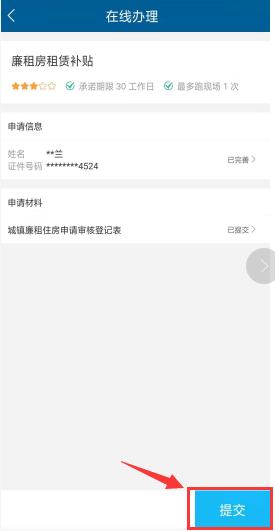 在线办理
廉租房租赁补贴
承诺期限 30 工作日 最多跑现场 1 次
申请信息
姓名 **兰
已完善
证件号码 ********4524
申请材料
城镇廉租住房申请审核登记表 已提交
提交